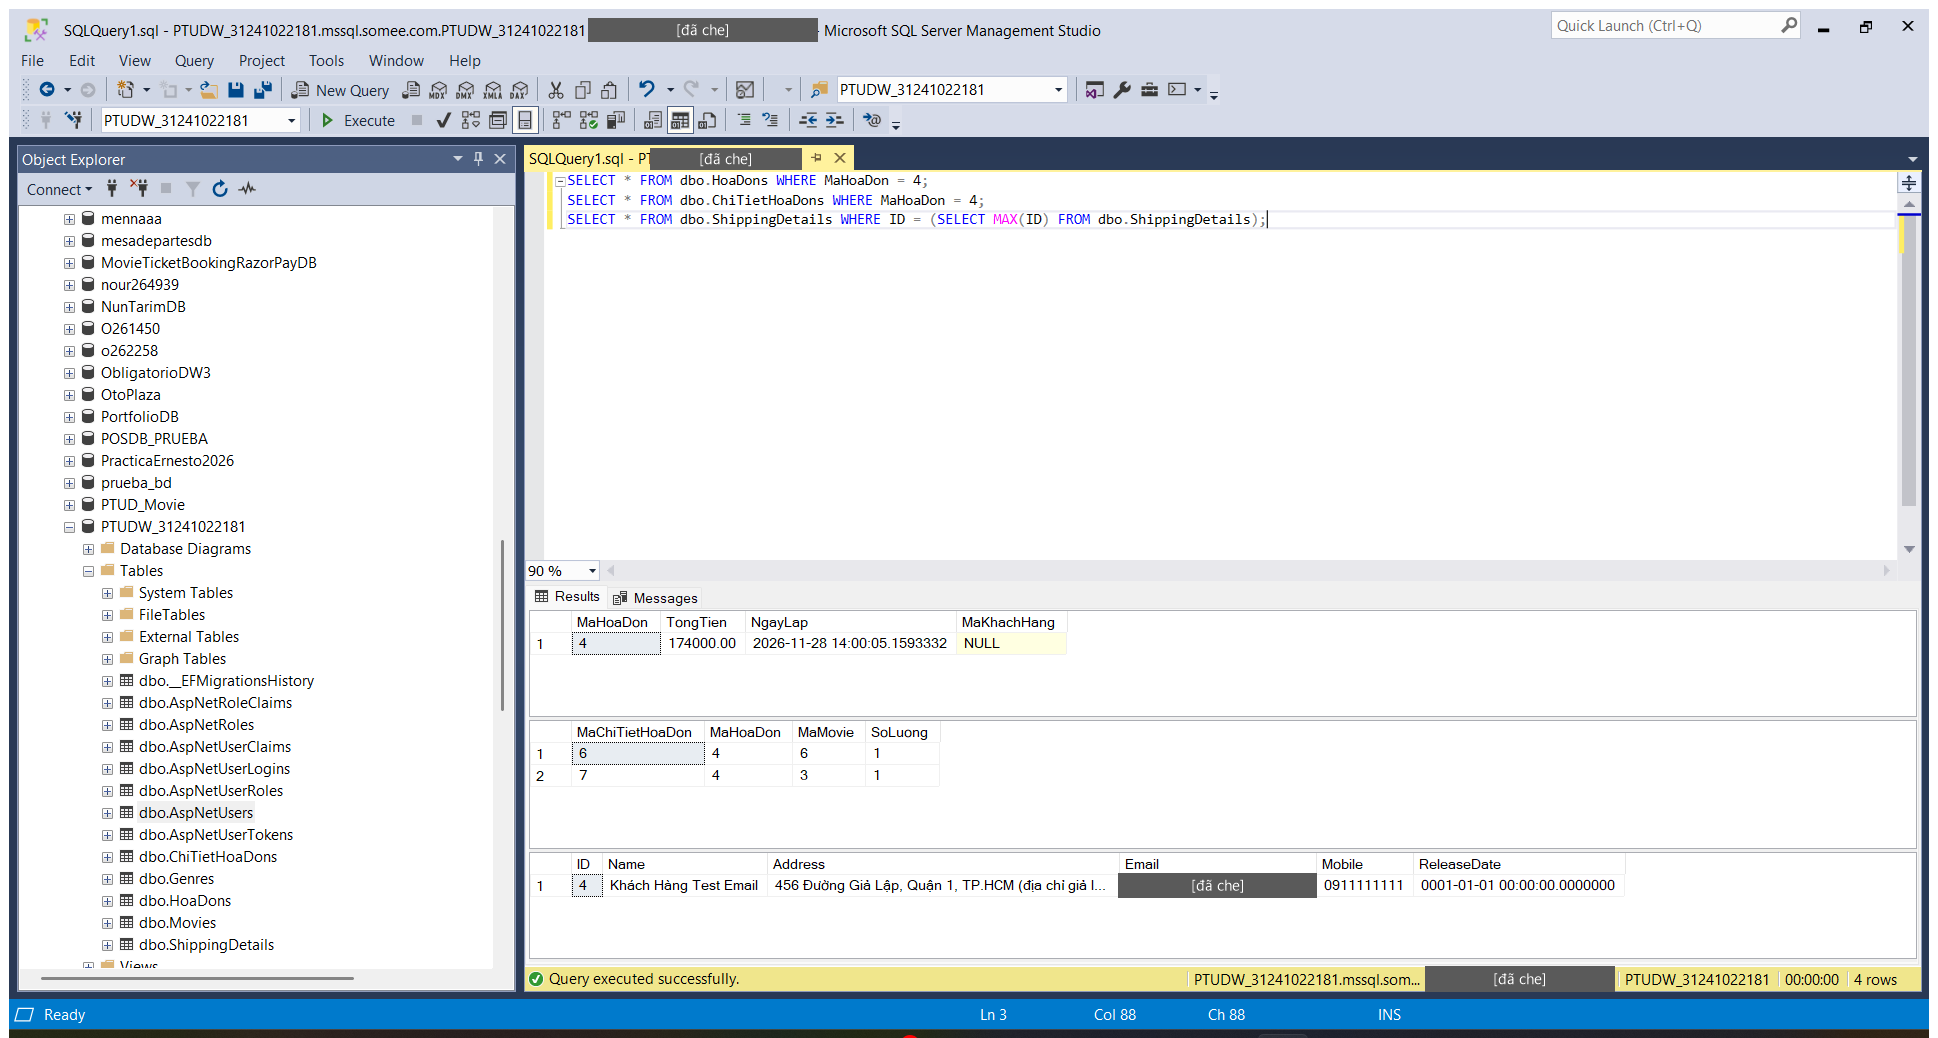 SQLQuery1.sql - PTUDW_31241022181.mssql.somee.com.PTUDW_31241022181 [đã che] - Microsoft SQL Server Management Studio
Quick Launch (Ctrl+Q)
File Edit View Query Project Tools Window Help
New Query MDX DMX XMLA DAX PTUDW_31241022181
PTUDW_31241022181 Execute
Object Explorer
Connect
mennaaa
mesadepartesdb
MovieTicketBookingRazorPayDB
nour264939
NunTarimDB
O261450
o262258
ObligatorioDW3
OtoPlaza
PortfolioDB
POSDB_PRUEBA
PracticaErnesto2026
prueba_bd
PTUD_Movie
PTUDW_31241022181
Database Diagrams
Tables
System Tables
FileTables
External Tables
Graph Tables
dbo.__EFMigrationsHistory
dbo.AspNetRoleClaims
dbo.AspNetRoles
dbo.AspNetUserClaims
dbo.AspNetUserLogins
dbo.AspNetUserRoles
dbo.AspNetUsers
dbo.AspNetUserTokens
dbo.ChiTietHoaDons
dbo.Genres
dbo.HoaDons
dbo.Movies
dbo.ShippingDetails
Views
SQLQuery1.sql - PT [đã che]
SELECT * FROM dbo.HoaDons WHERE MaHoaDon = 4;
SELECT * FROM dbo.ChiTietHoaDons WHERE MaHoaDon = 4;
SELECT * FROM dbo.ShippingDetails WHERE ID = (SELECT MAX(ID) FROM dbo.ShippingDetails);
90 %
Results Messages
MaHoaDon TongTien NgayLap MaKhachHang
1 4 174000.00 2026-11-28 14:00:05.1593332 NULL
MaChiTietHoaDon MaHoaDon MaMovie SoLuong
1 6 4 6 1
2 7 4 3 1
ID Name Address Email Mobile ReleaseDate
1 4 Khách Hàng Test Email 456 Đường Giả Lập, Quận 1, TP.HCM (địa chỉ giả l... [đã che] 0911111111 0001-01-01 00:00:00.0000000
Query executed successfully. PTUDW_31241022181.mssql.som... [đã che] PTUDW_31241022181 00:00:00 4 rows
Ready Ln 3 Col 88 Ch 88 INS